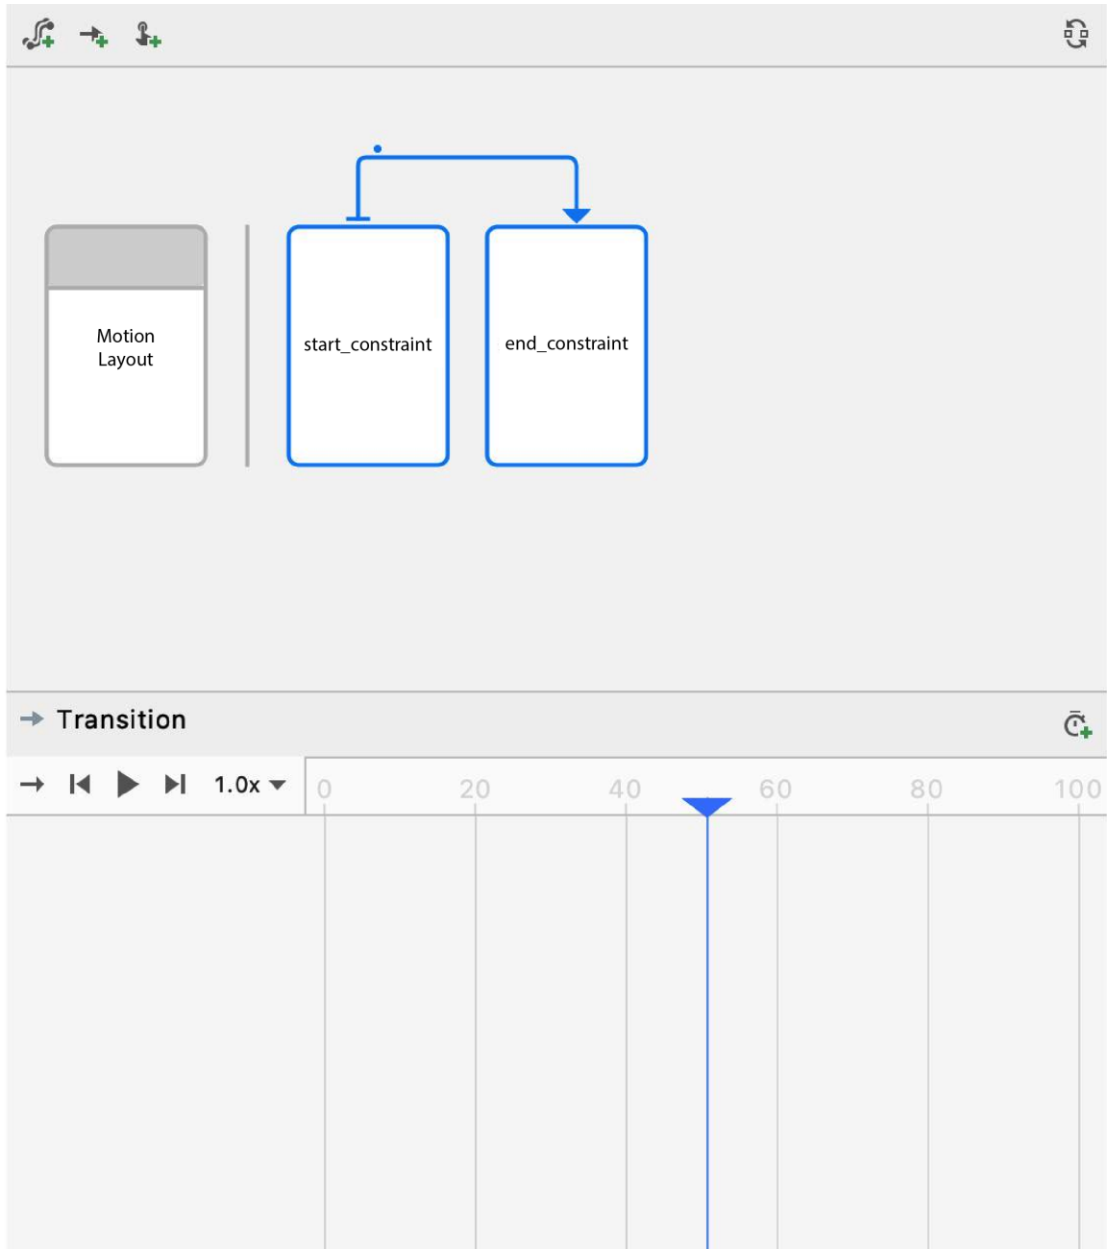 Motion
Layout
start_constraint
end_constraint
Transition
1.0x
0 20 40 60 80 100